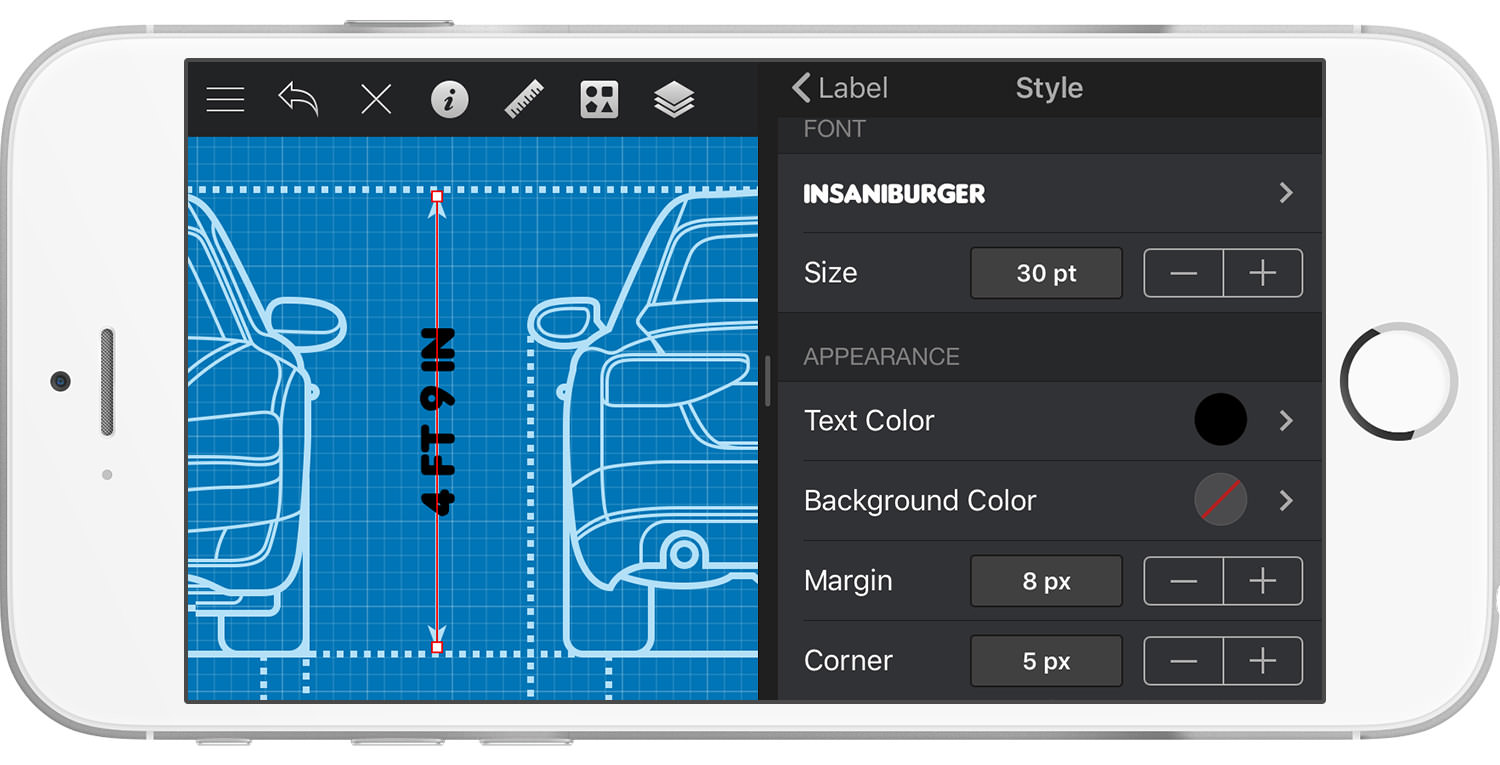 Label
Style
FONT
INSANIBURGER
Size
30 pt
APPEARANCE
Text Color
Background Color
Margin
8 px
Corner
5 px
4 FT 9 IN